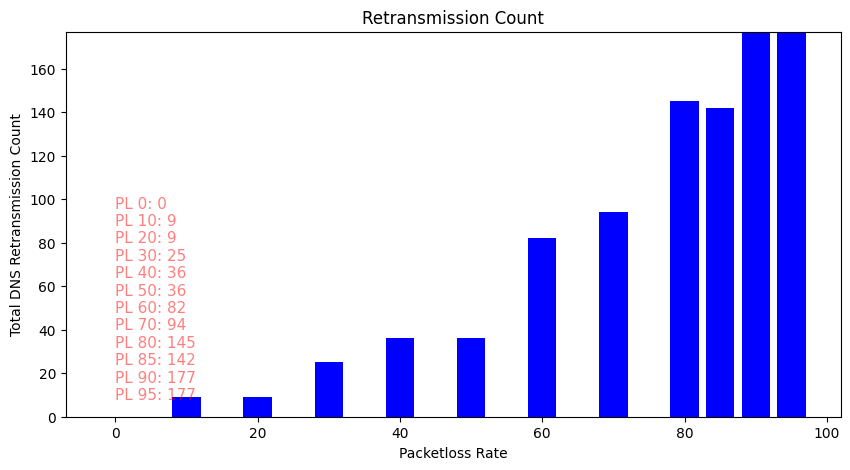 Retransmission Count
Total DNS Retransmission Count
160
140
120
100
80
60
40
20
0
PL 0: 0
PL 10: 9
PL 20: 9
PL 30: 25
PL 40: 36
PL 50: 36
PL 60: 82
PL 70: 94
PL 80: 145
PL 85: 142
PL 90: 177
PL 95: 177
0 20 40 60 80 100
Packetloss Rate